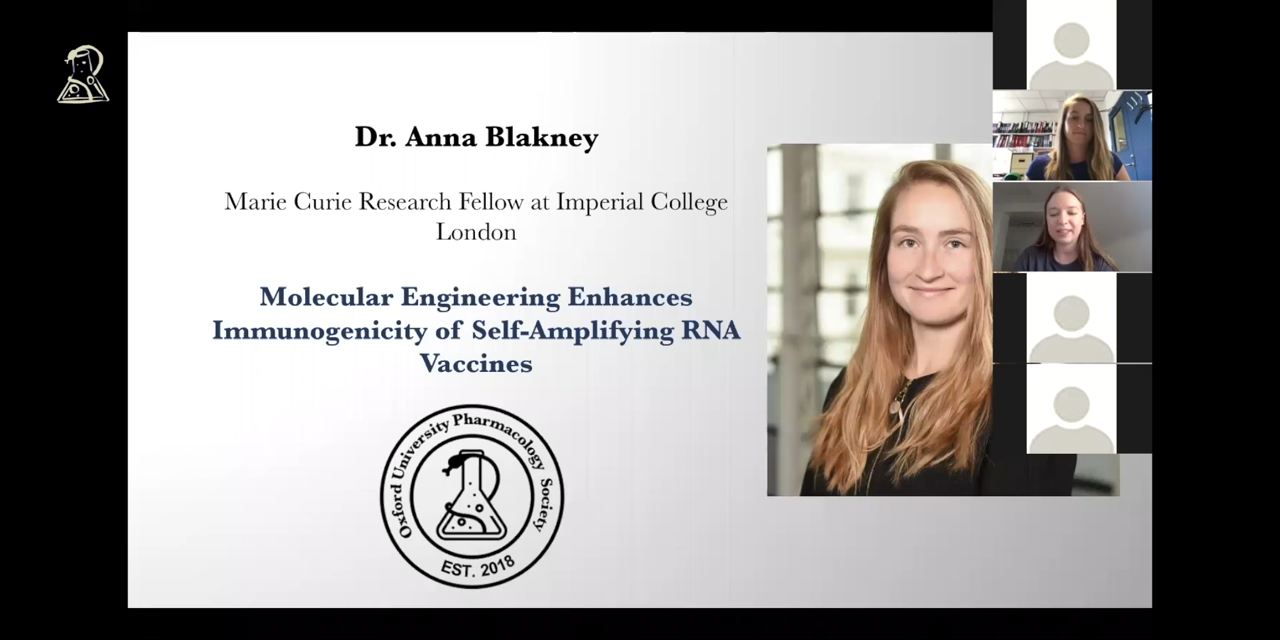 Dr. Anna Blakney
Marie Curie Research Fellow at Imperial College
London
Molecular Engineering Enhances
Immunogenicity of Self-Amplifying RNA
Vaccines
Oxford University Pharmacology Society
EST. 2018